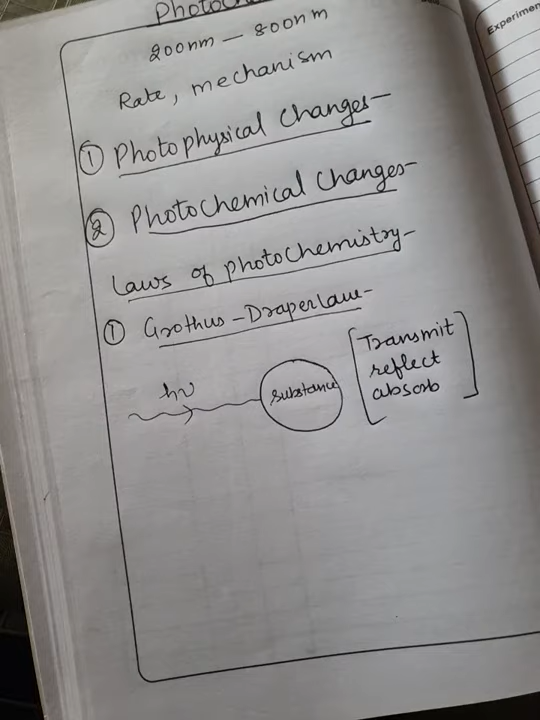 200nm — 800nm
Rate, mechanism
① Photophysical Changes-
② Photochemical Changes-
Laws of photochemistry-
① Grothus-Draperlaw-
hν
substance
Transmit
reflect
absorb